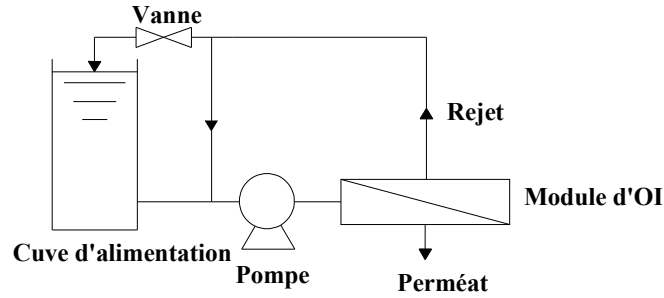 Vanne
Rejet
Module d'OI
Cuve d'alimentation
Pompe
Perméat